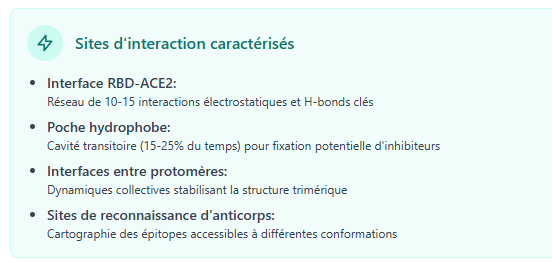 Sites d'interaction caractérisés
• Interface RBD-ACE2:
Réseau de 10-15 interactions électrostatiques et H-bonds clés
• Poche hydrophobe:
Cavité transitoire (15-25% du temps) pour fixation potentielle d'inhibiteurs
• Interfaces entre protomères:
Dynamiques collectives stabilisant la structure trimérique
• Sites de reconnaissance d'anticorps:
Cartographie des épitopes accessibles à différentes conformations